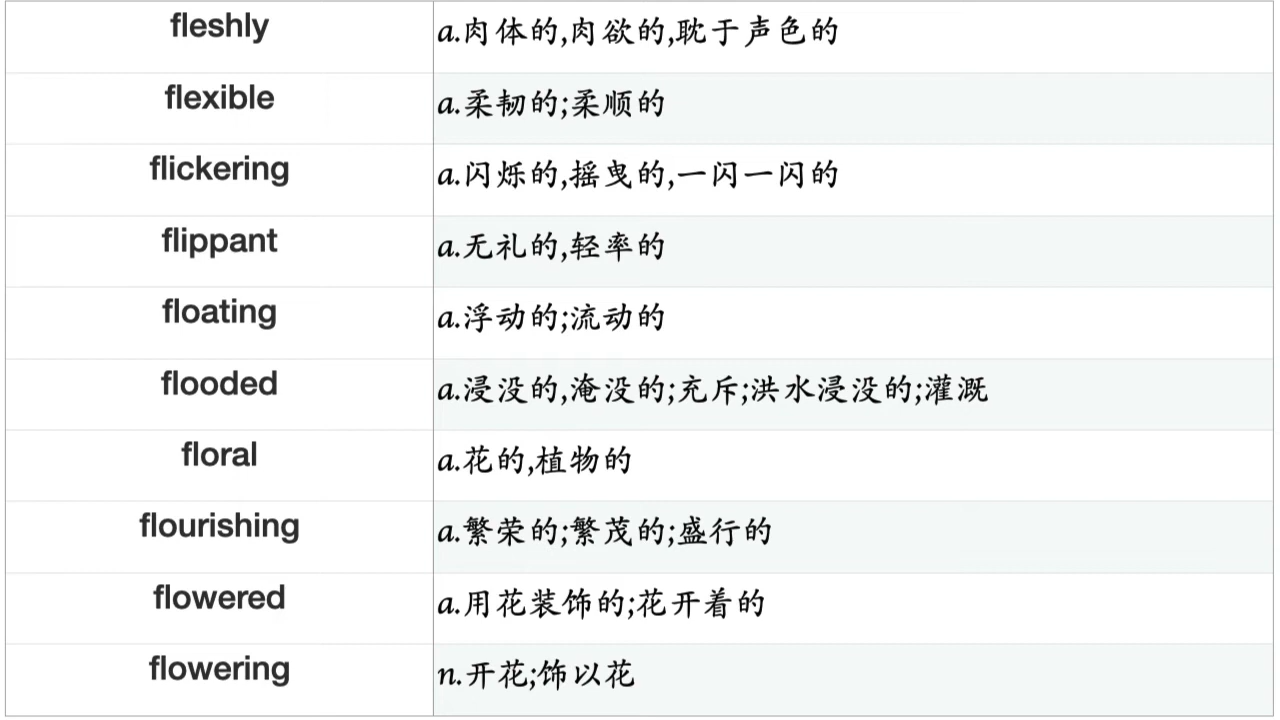 fleshly a.肉体的,肉欲的,耽于声色的
flexible a.柔韧的;柔顺的
flickering a.闪烁的,摇曳的,一闪一闪的
flippant a.无礼的,轻率的
floating a.浮动的;流动的
flooded a.浸没的,淹没的;充斥;洪水浸没的;灌溉
floral a.花的,植物的
flourishing a.繁荣的;繁茂的;盛行的
flowered a.用花装饰的;花开着的
flowering n.开花;饰以花